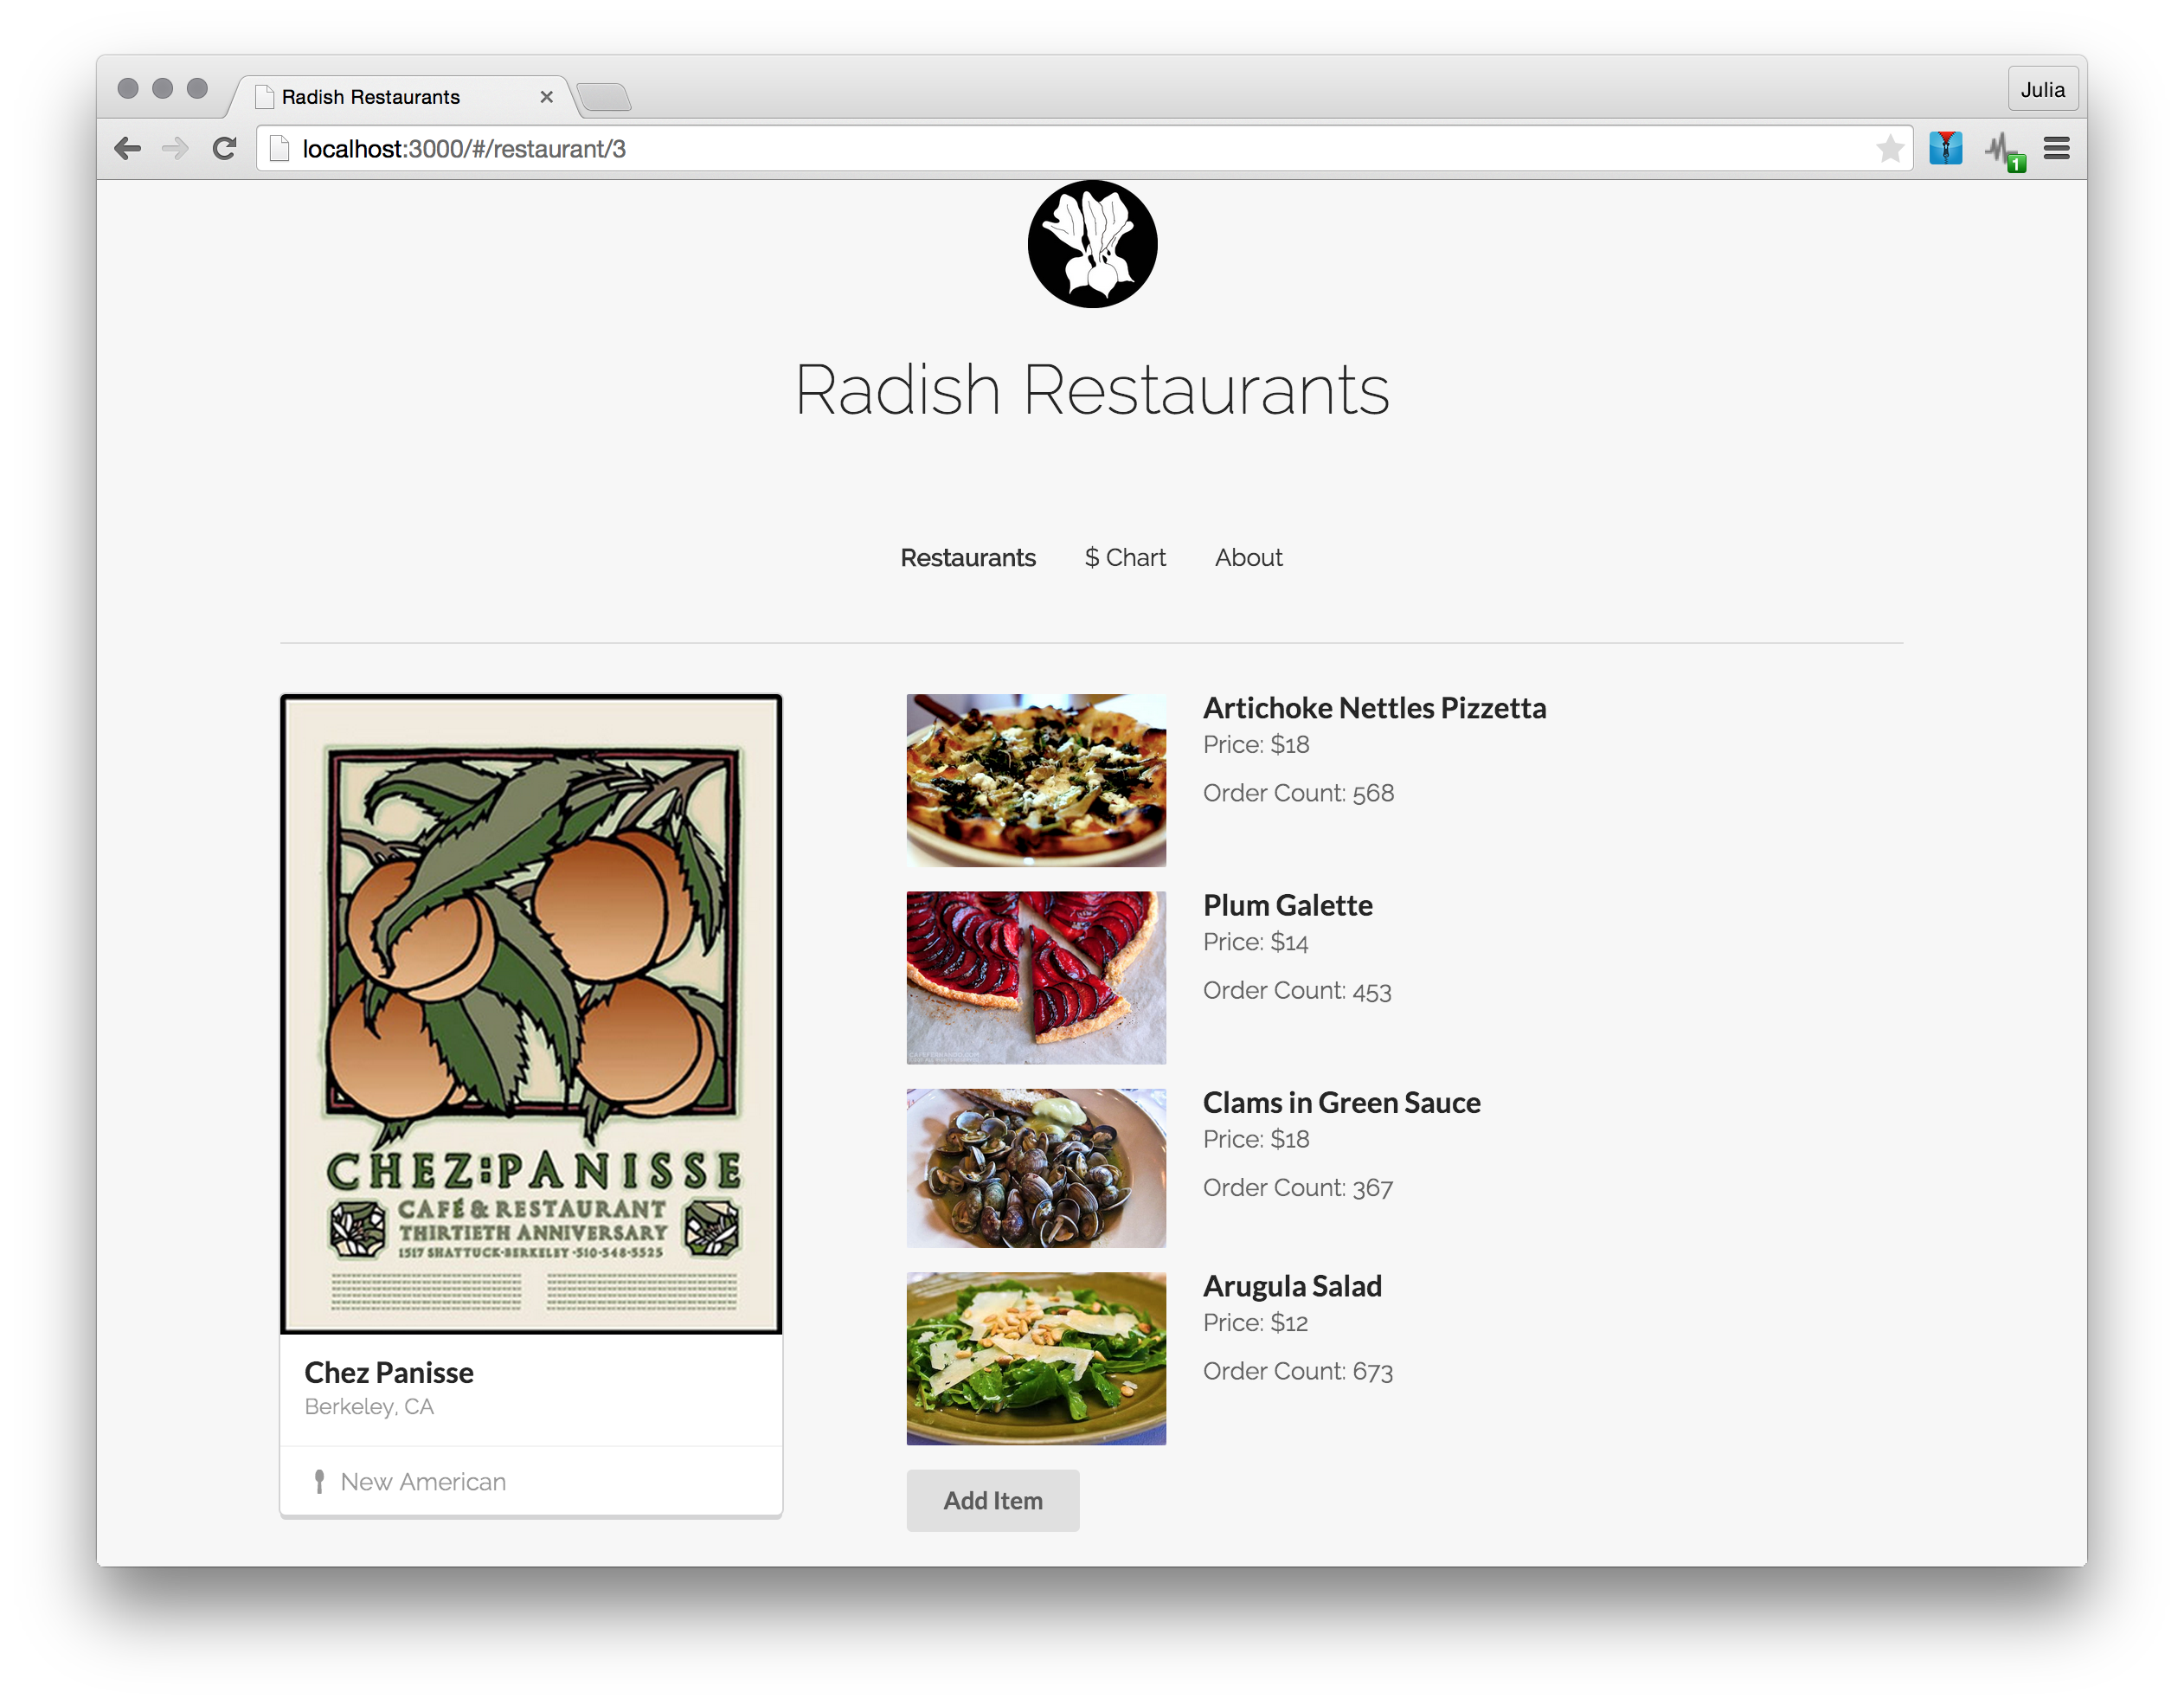 Radish Restaurants
Julia
localhost:3000/#/restaurant/3
1
Radish Restaurants
Restaurants $ Chart About
CHEZ PANISSE
CAFÉ & RESTAURANT
THIRTIETH ANNIVERSARY
1517 SHATTUCK·BERKELEY·510-548-5525
Chez Panisse
Berkeley, CA
New American
Artichoke Nettles Pizzetta
Price: $18
Order Count: 568
Plum Galette
Price: $14
Order Count: 453
Clams in Green Sauce
Price: $18
Order Count: 367
Arugula Salad
Price: $12
Order Count: 673
Add Item